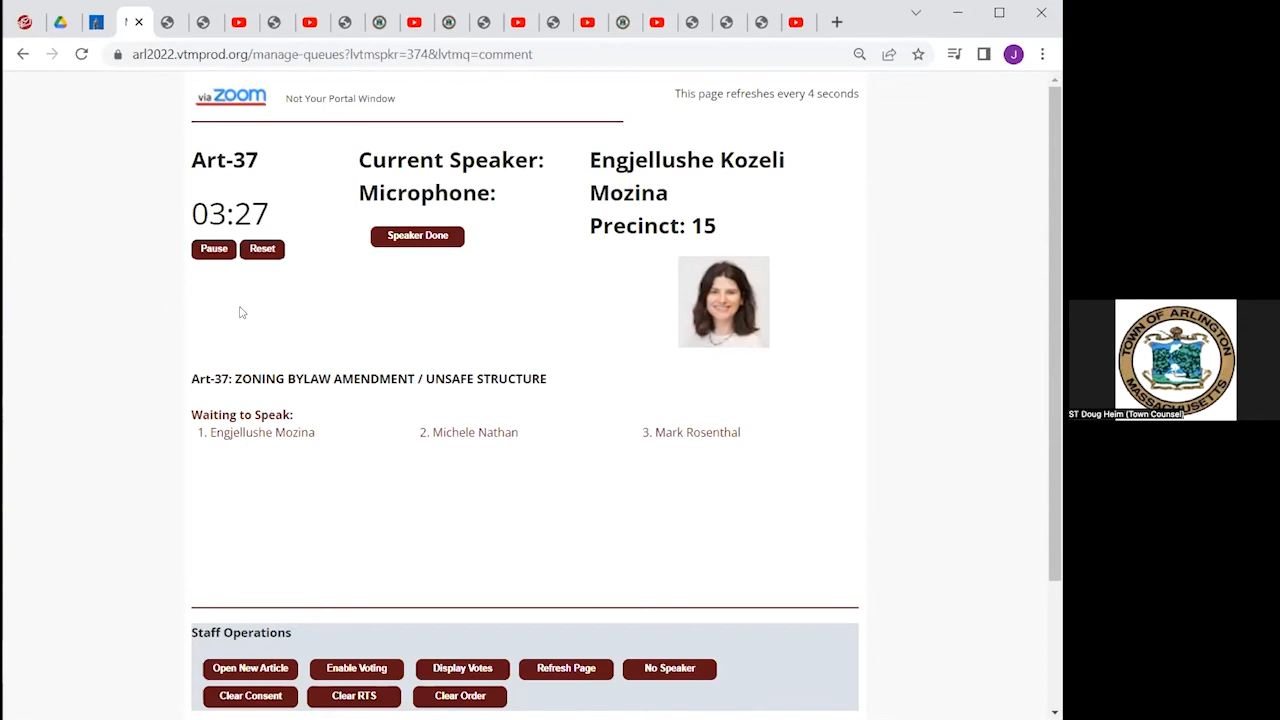 arl2022.vtmprod.org/manage-queues?lvtmspkr=374&lvtmq=comment
J
via zoom
Not Your Portal Window
This page refreshes every 4 seconds
Art-37
Current Speaker:
Engjellushe Kozeli
Microphone:
Mozina
03:27
Precinct: 15
Pause
Reset
Speaker Done
Art-37: ZONING BYLAW AMENDMENT / UNSAFE STRUCTURE
Waiting to Speak:
1. Engjellushe Mozina
2. Michele Nathan
3. Mark Rosenthal
Staff Operations
Open New Article
Enable Voting
Display Votes
Refresh Page
No Speaker
Clear Consent
Clear RTS
Clear Order
TOWN OF ARLINGTON
MASSACHUSETTS
ST Doug Heim (Town Counsel)